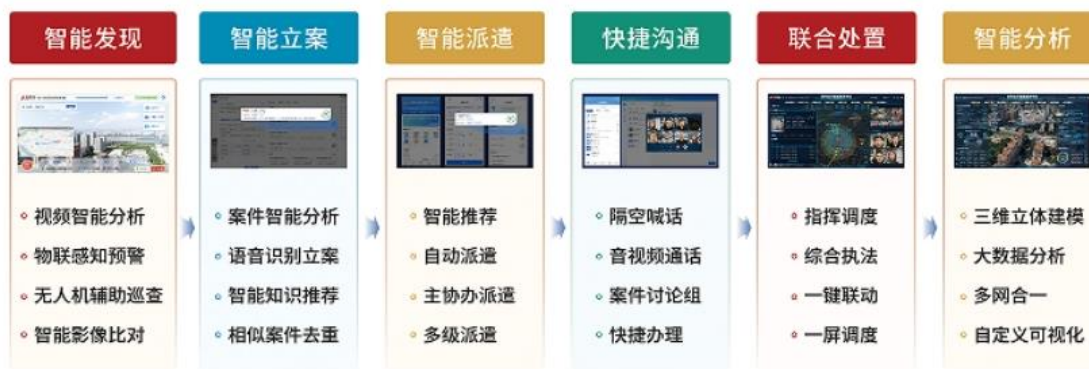 智能发现
智能立案
智能派遣
快捷沟通
联合处置
智能分析
视频智能分析
物联感知预警
无人机辅助巡查
智能影像比对
案件智能分析
语音识别立案
智能知识推荐
相似案件去重
智能推荐
自动派遣
主协办派遣
多级派遣
隔空喊话
音视频通话
案件讨论组
快捷办理
指挥调度
综合执法
一键联动
一屏调度
三维立体建模
大数据分析
多网合一
自定义可视化